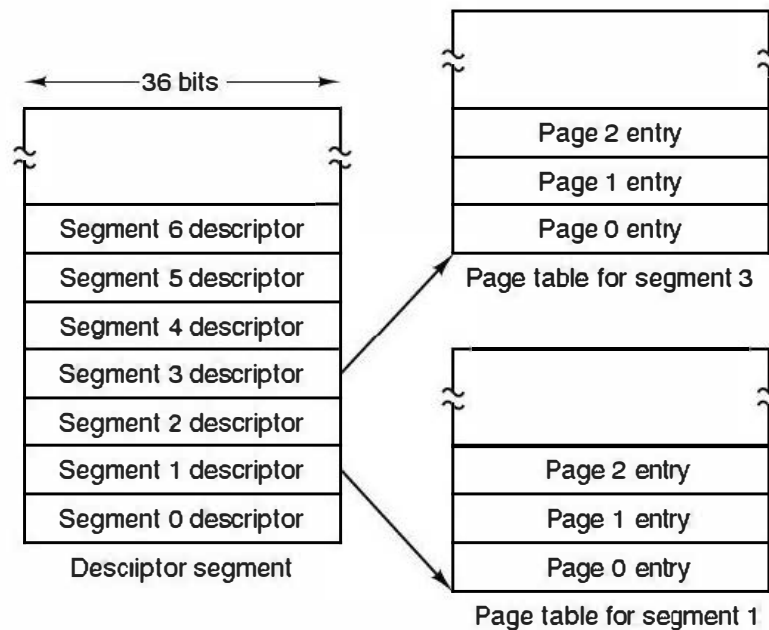 36 bits
Segment 6 descriptor
Segment 5 descriptor
Segment 4 descriptor
Segment 3 descriptor
Segment 2 descriptor
Segment 1 descriptor
Segment 0 descriptor
Desciiptor segment
Page 2 entry
Page 1 entry
Page 0 entry
Page table for segment 3
Page 2 entry
Page 1 entry
Page 0 entry
Page table for segment 1